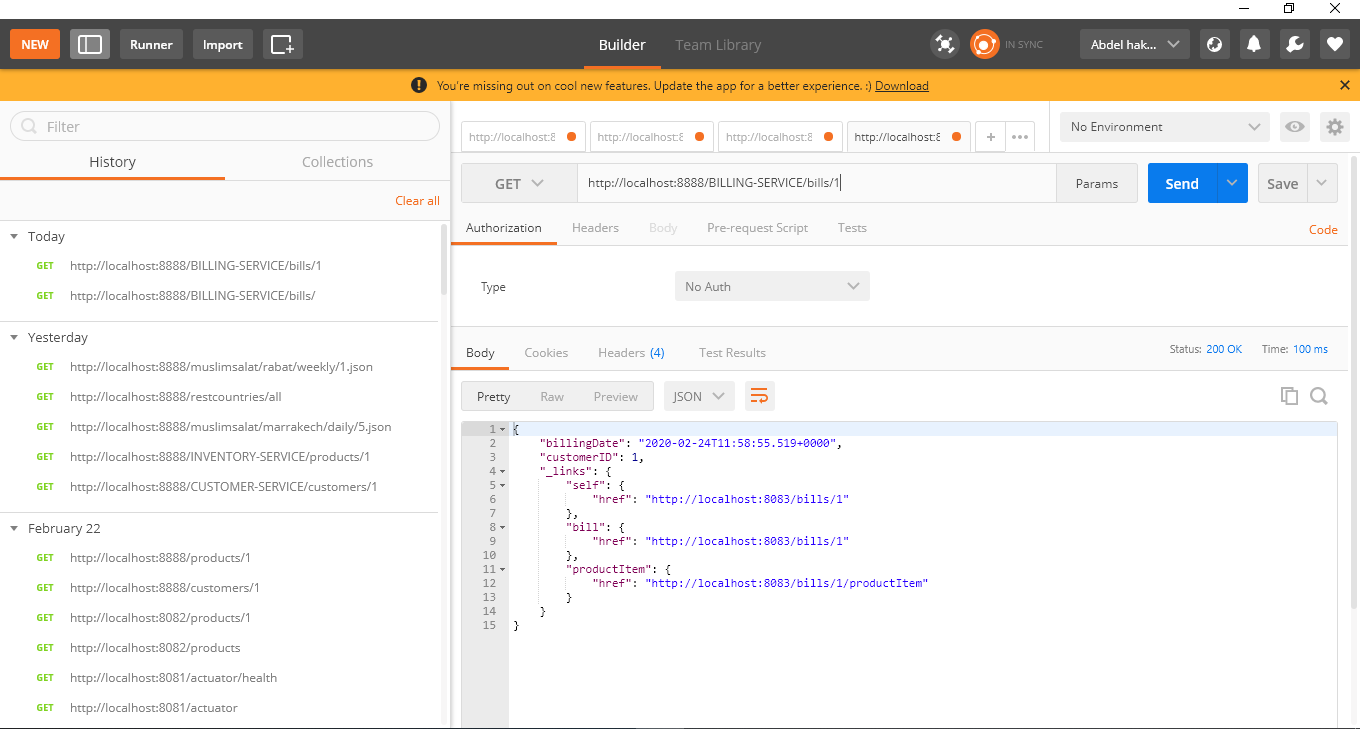 NEW Runner Import Builder Team Library IN SYNC Abdel hak...
You're missing out on cool new features. Update the app for a better experience. :) Download
Filter
History Collections
Clear all
Today
GET http://localhost:8888/BILLING-SERVICE/bills/1
GET http://localhost:8888/BILLING-SERVICE/bills/
Yesterday
GET http://localhost:8888/muslimsalat/rabat/weekly/1.json
GET http://localhost:8888/restcountries/all
GET http://localhost:8888/muslimsalat/marrakech/daily/5.json
GET http://localhost:8888/INVENTORY-SERVICE/products/1
GET http://localhost:8888/CUSTOMER-SERVICE/customers/1
February 22
GET http://localhost:8888/products/1
GET http://localhost:8888/customers/1
GET http://localhost:8082/products/1
GET http://localhost:8082/products
GET http://localhost:8081/actuator/health
GET http://localhost:8081/actuator
http://localhost:8 http://localhost:8 http://localhost:8 http://localhost:8 + ••• No Environment
GET http://localhost:8888/BILLING-SERVICE/bills/1 Params Send Save
Authorization Headers Body Pre-request Script Tests Code
Type No Auth
Body Cookies Headers (4) Test Results Status: 200 OK Time: 100 ms
Pretty Raw Preview JSON
1 {
2 "billingDate": "2020-02-24T11:58:55.519+0000",
3 "customerID": 1,
4 "_links": {
5 "self": {
6 "href": "http://localhost:8083/bills/1"
7 },
8 "bill": {
9 "href": "http://localhost:8083/bills/1"
10 },
11 "productItem": {
12 "href": "http://localhost:8083/bills/1/productItem"
13 }
14 }
15 }